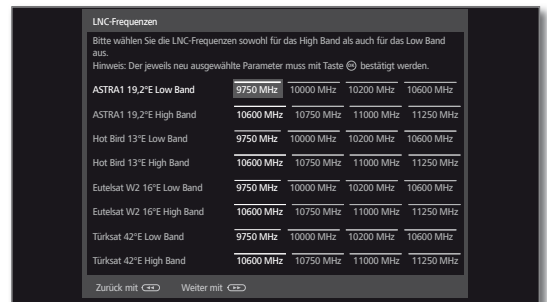 LNC-Frequenzen
Bitte wählen Sie die LNC-Frequenzen sowohl für das High Band als auch für das Low Band
aus.
Hinweis: Der jeweils neu ausgewählte Parameter muss mit Taste OK bestätigt werden.
ASTRA1 19,2°E Low Band 9750 MHz 10000 MHz 10200 MHz 10600 MHz
ASTRA1 19,2°E High Band 10600 MHz 10750 MHz 11000 MHz 11250 MHz
Hot Bird 13°E Low Band 9750 MHz 10000 MHz 10200 MHz 10600 MHz
Hot Bird 13°E High Band 10600 MHz 10750 MHz 11000 MHz 11250 MHz
Eutelsat W2 16°E Low Band 9750 MHz 10000 MHz 10200 MHz 10600 MHz
Eutelsat W2 16°E High Band 10600 MHz 10750 MHz 11000 MHz 11250 MHz
Türksat 42°E Low Band 9750 MHz 10000 MHz 10200 MHz 10600 MHz
Türksat 42°E High Band 10600 MHz 10750 MHz 11000 MHz 11250 MHz
Zurück mit Weiter mit